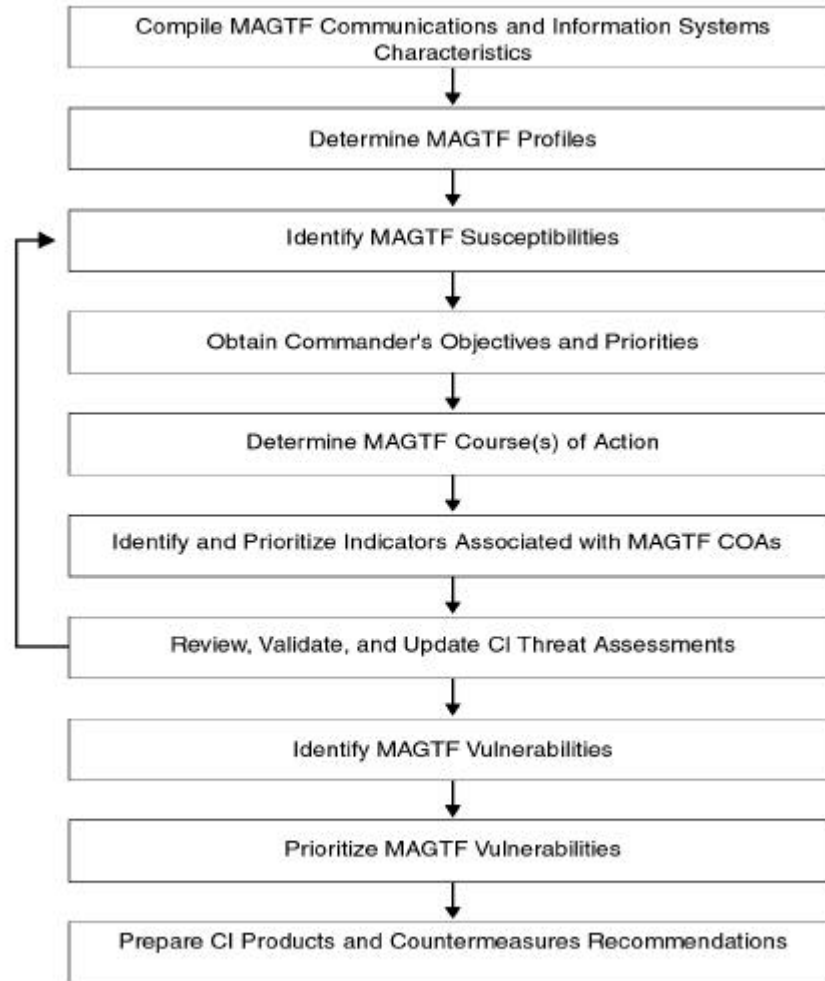 Compile MAGTF Communications and Information Systems
Characteristics
Determine MAGTF Profiles
Identify MAGTF Susceptibilities
Obtain Commander's Objectives and Priorities
Determine MAGTF Course(s) of Action
Identify and Prioritize Indicators Associated with MAGTF COAs
Review, Validate, and Update CI Threat Assessments
Identify MAGTF Vulnerabilities
Prioritize MAGTF Vulnerabilities
Prepare CI Products and Countermeasures Recommendations